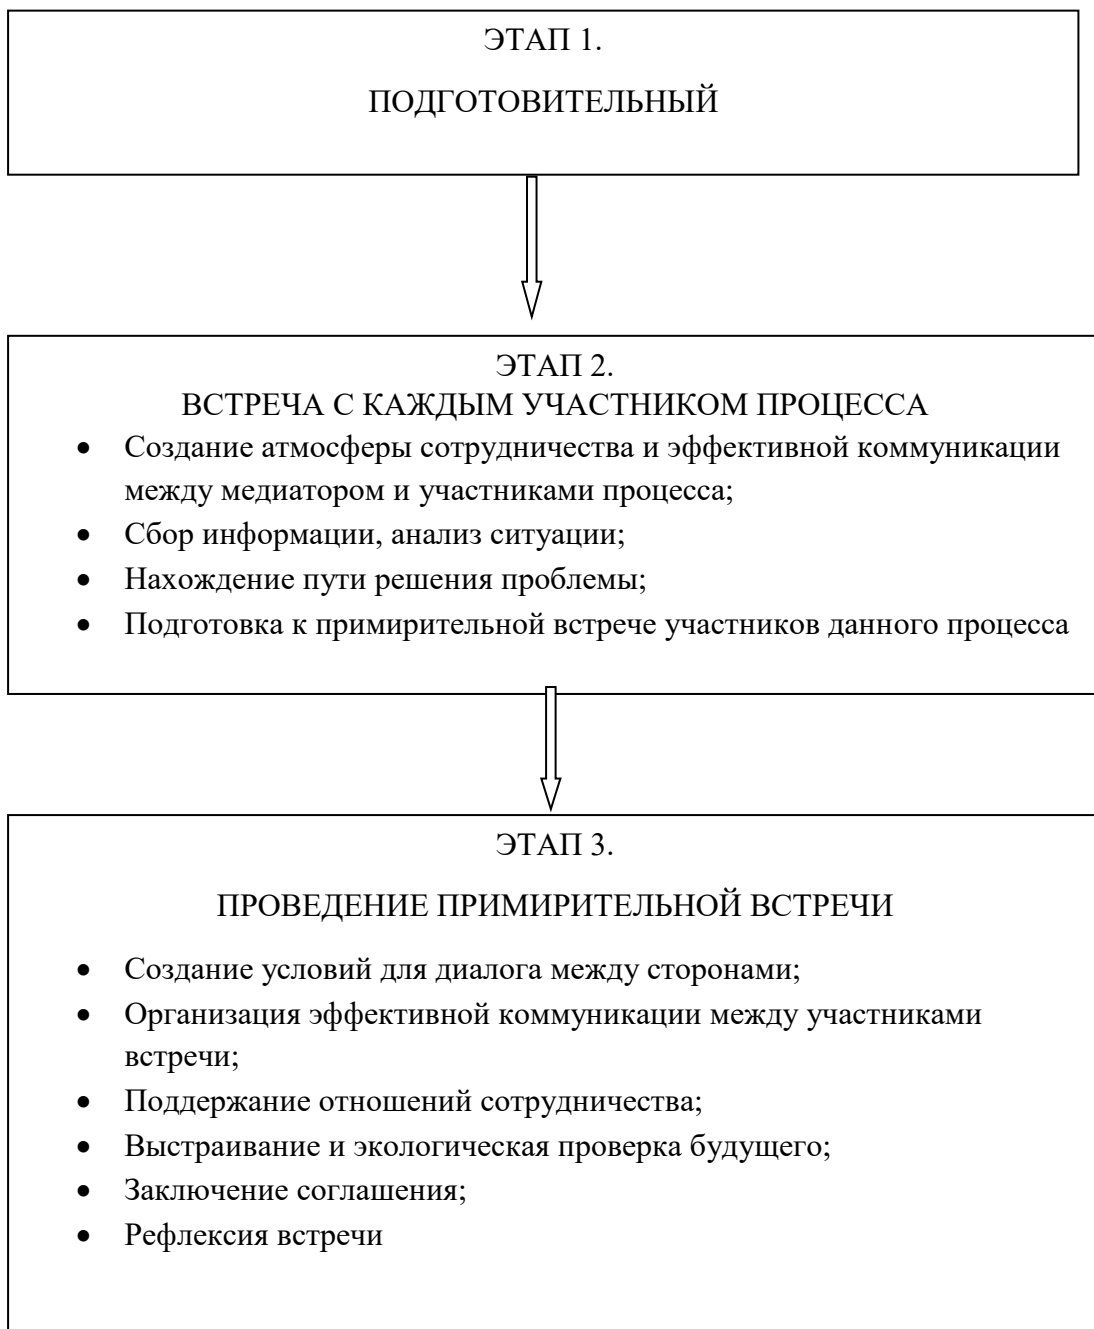 ЭТАП 1.
ПОДГОТОВИТЕЛЬНЫЙ
ЭТАП 2.
ВСТРЕЧА С КАЖДЫМ УЧАСТНИКОМ ПРОЦЕССА
• Создание атмосферы сотрудничества и эффективной коммуникации
между медиатором и участниками процесса;
• Сбор информации, анализ ситуации;
• Нахождение пути решения проблемы;
• Подготовка к примирительной встрече участников данного процесса
ЭТАП 3.
ПРОВЕДЕНИЕ ПРИМИРИТЕЛЬНОЙ ВСТРЕЧИ
• Создание условий для диалога между сторонами;
• Организация эффективной коммуникации между участниками
встречи;
• Поддержание отношений сотрудничества;
• Выстраивание и экологическая проверка будущего;
• Заключение соглашения;
• Рефлексия встречи